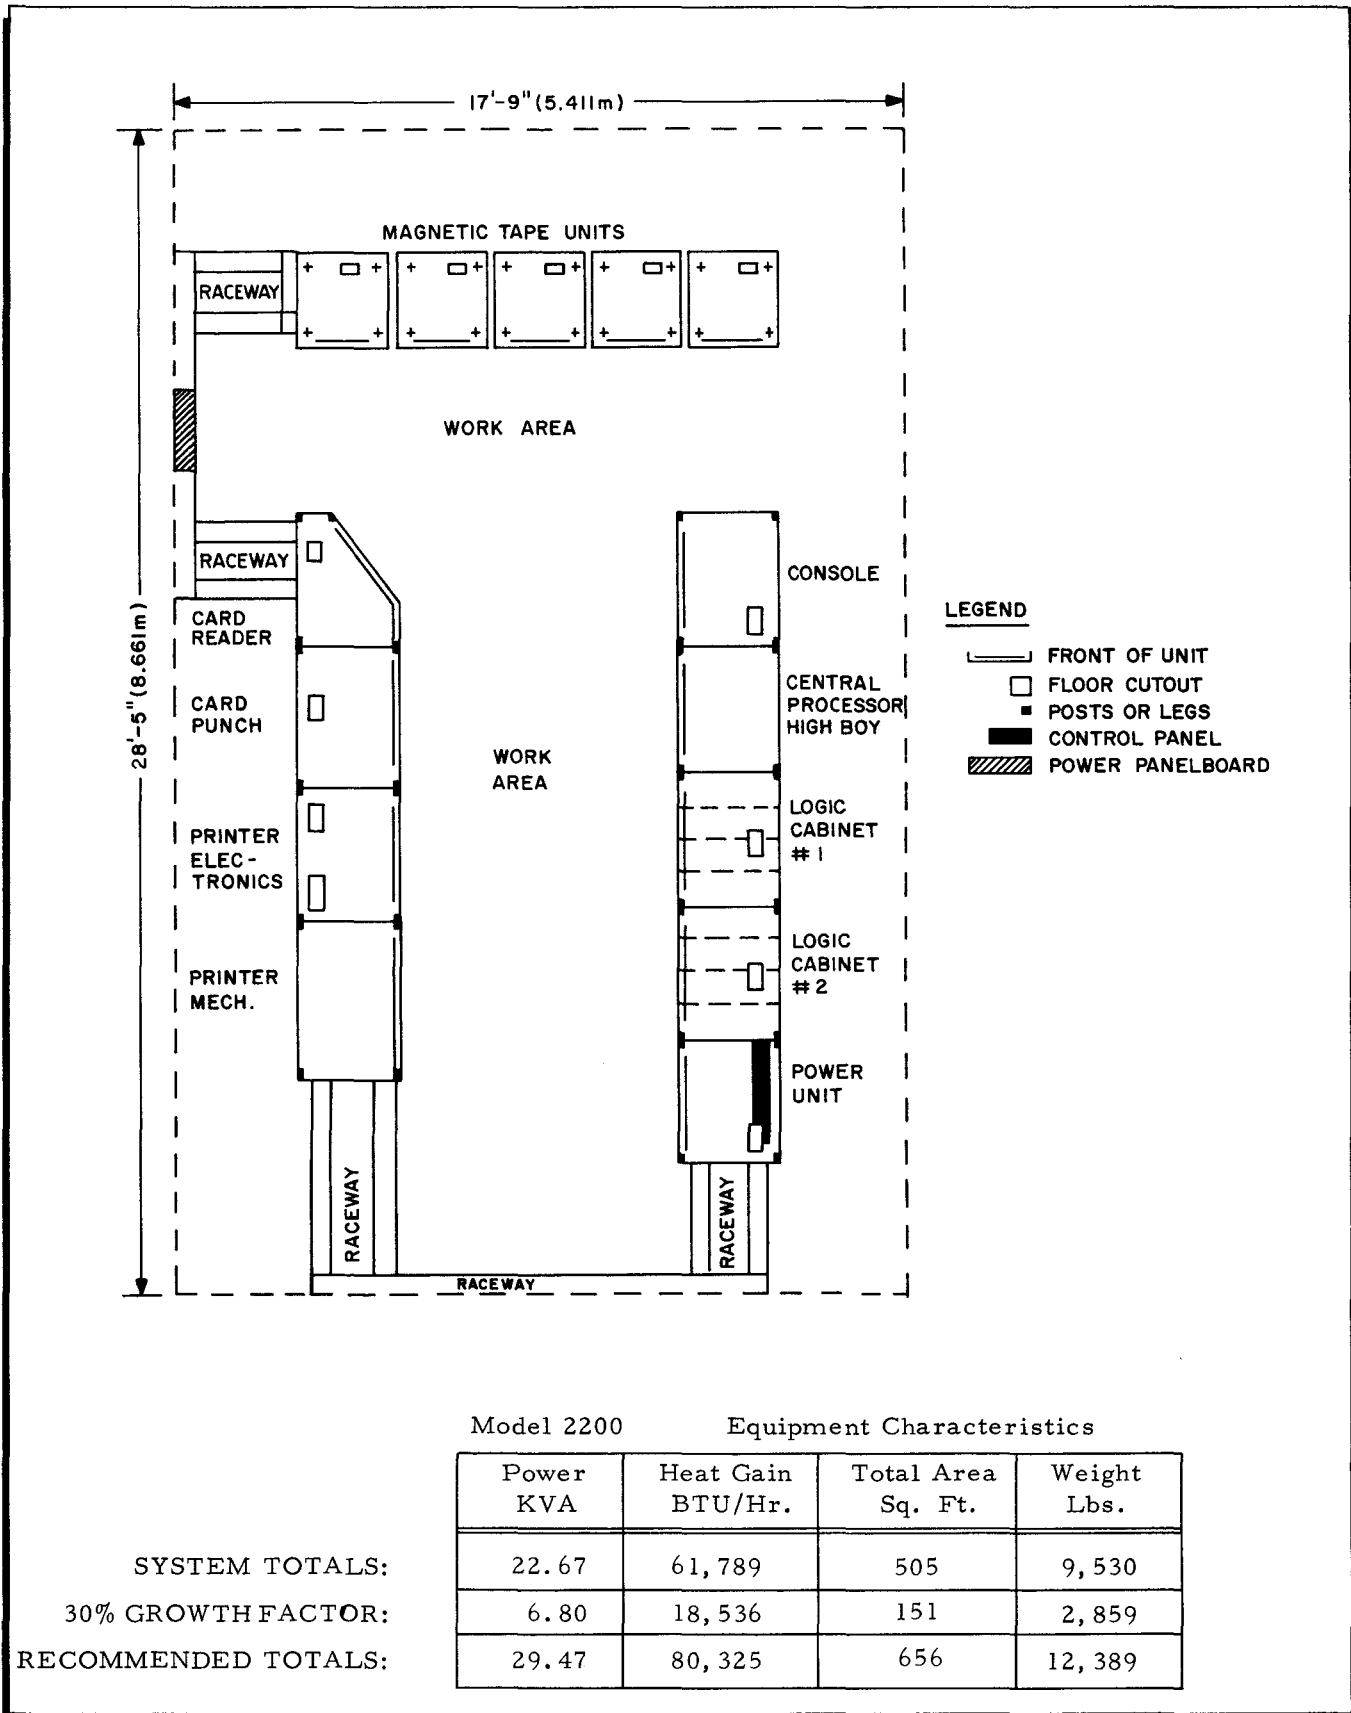 17'-9" (5.411m)
28'-5" (8.661m)
MAGNETIC TAPE UNITS
RACEWAY
WORK AREA
RACEWAY
CARD
READER
CARD
PUNCH
PRINTER
ELEC-
TRONICS
PRINTER
MECH.
WORK
AREA
CONSOLE
CENTRAL
PROCESSOR
HIGH BOY
LOGIC
CABINET
# 1
LOGIC
CABINET
# 2
POWER
UNIT
RACEWAY
RACEWAY
RACEWAY
LEGEND
FRONT OF UNIT
FLOOR CUTOUT
POSTS OR LEGS
CONTROL PANEL
POWER PANELBOARD
Model 2200 Equipment Characteristics
Power KVA Heat Gain BTU/Hr. Total Area Sq. Ft. Weight Lbs.
SYSTEM TOTALS: 22.67 61,789 505 9,530
30% GROWTH FACTOR: 6.80 18,536 151 2,859
RECOMMENDED TOTALS: 29.47 80,325 656 12,389